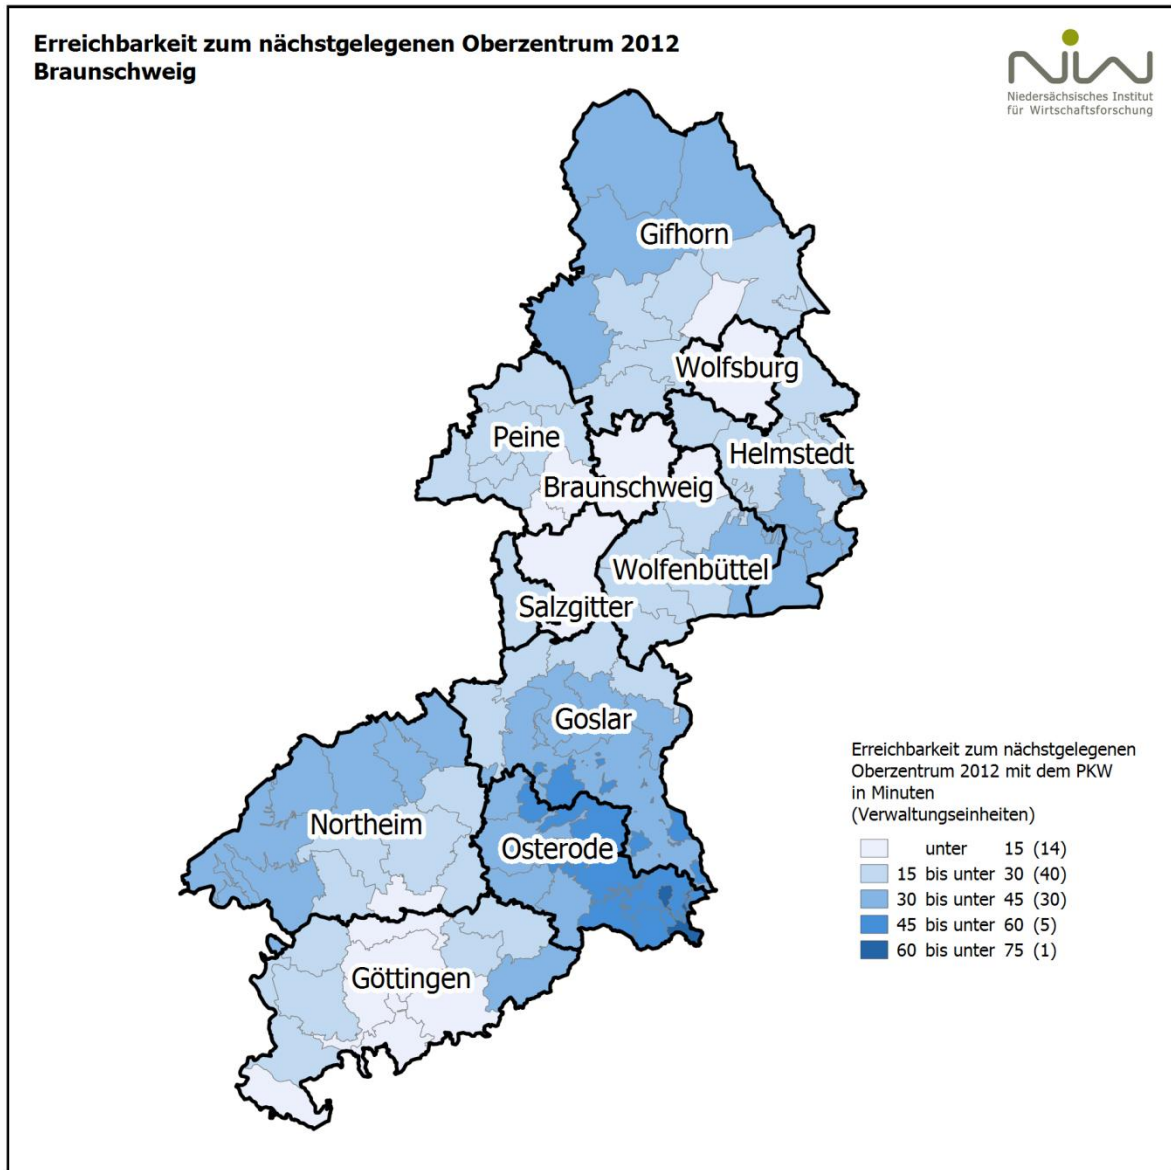 Erreichbarkeit zum nächstgelegenen Oberzentrum 2012
Braunschweig
NIW
Niedersächsisches Institut
für Wirtschaftsforschung
Gifhorn
Wolfsburg
Peine
Helmstedt
Braunschweig
Wolfenbüttel
Salzgitter
Goslar
Northeim
Osterode
Göttingen
Erreichbarkeit zum nächstgelegenen
Oberzentrum 2012 mit dem PKW
in Minuten
(Verwaltungseinheiten)
unter 15 (14)
15 bis unter 30 (40)
30 bis unter 45 (30)
45 bis unter 60 (5)
60 bis unter 75 (1)